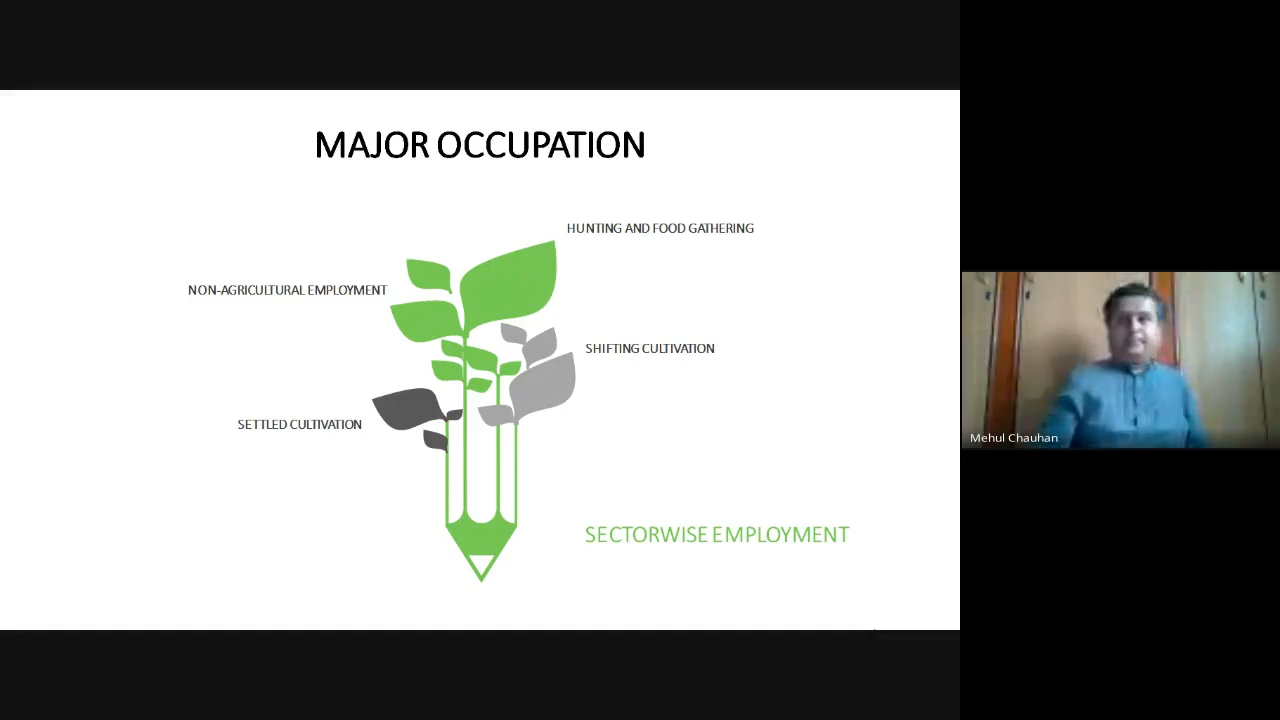 MAJOR OCCUPATION
HUNTING AND FOOD GATHERING
NON-AGRICULTURAL EMPLOYMENT
SHIFTING CULTIVATION
SETTLED CULTIVATION
SECTORWISE EMPLOYMENT
Mehul Chauhan